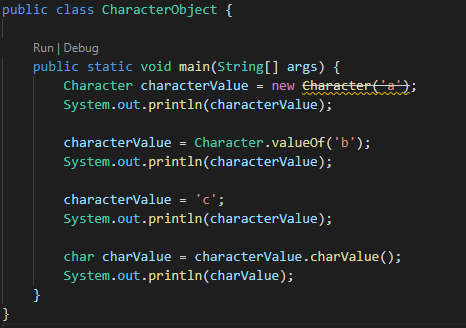 public class CharacterObject {
Run | Debug
public static void main(String[] args) {
Character characterValue = new Character('a');
System.out.println(characterValue);
characterValue = Character.valueOf('b');
System.out.println(characterValue);
characterValue = 'c';
System.out.println(characterValue);
char charValue = characterValue.charValue();
System.out.println(charValue);
}
}